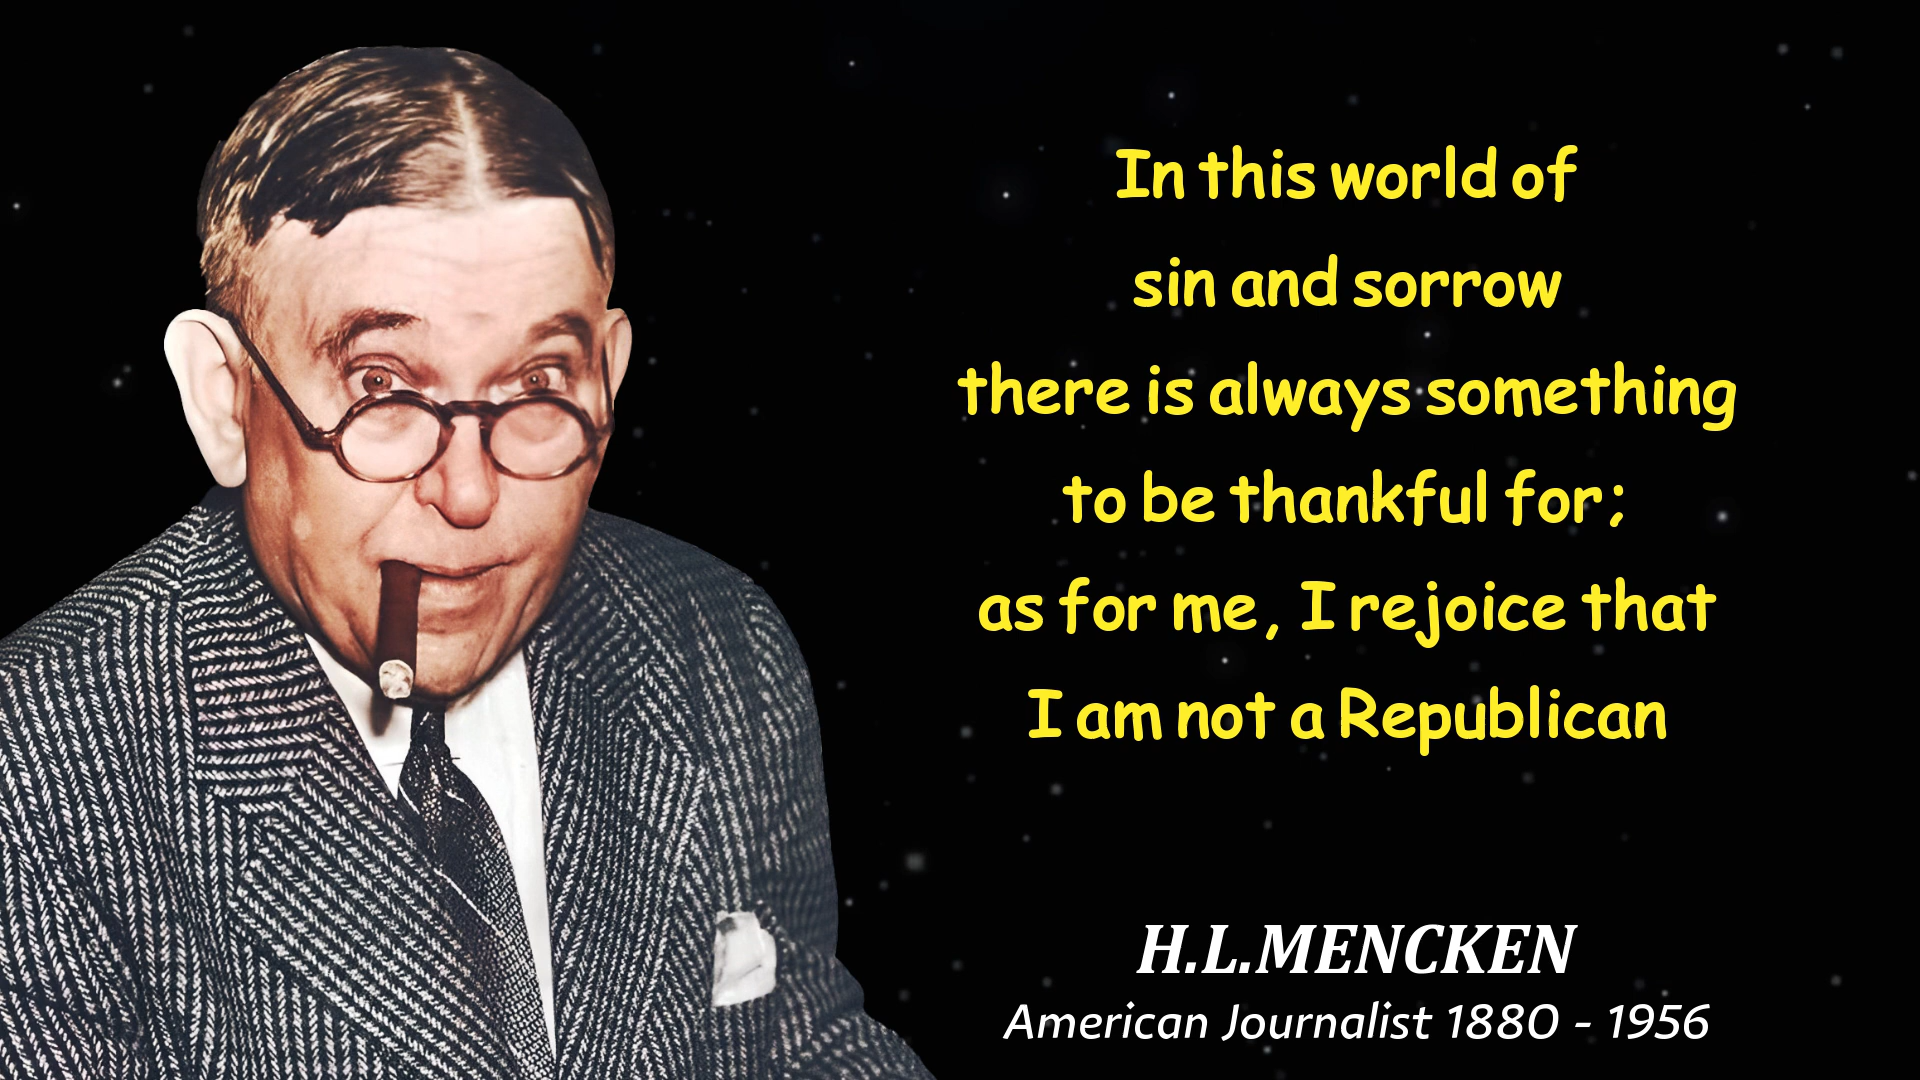 In this world of
sin and sorrow
there is always something
to be thankful for;
as for me, I rejoice that
I am not a Republican
H.L.MENCKEN
American Journalist 1880 - 1956